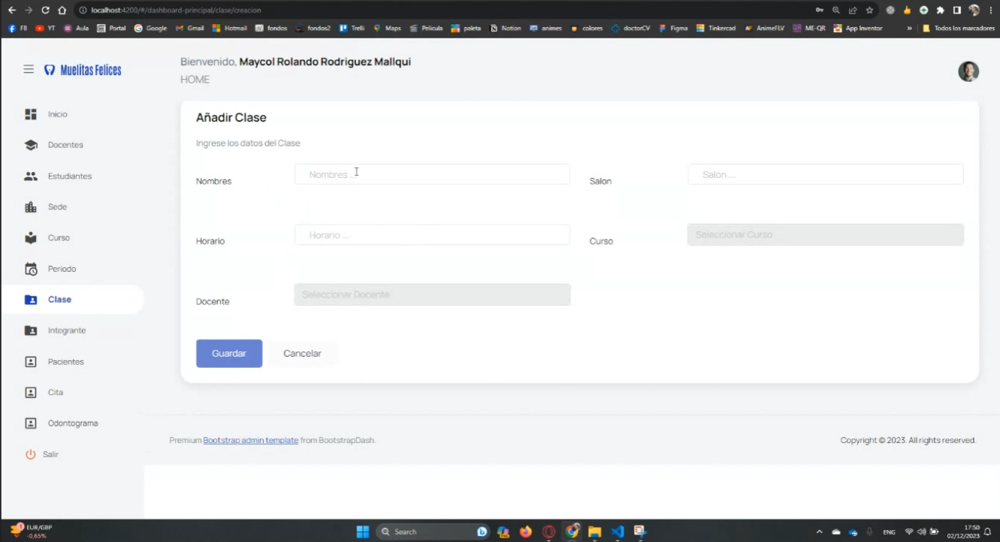 localhost:4200/#/dashboard-principal/clase/creacion
FB YT Aula Portal Google Gmail Hotmail fondos fondos2 Trelli Maps Pelicula paleta Notion animes colores doctorCV Figma Tinkercad AnimeFLV ME-QR App Inventor » Todos los marcadores
Muelitas Felices
Bienvenido, Maycol Rolando Rodriguez Mallqui
HOME
Inicio
Docentes
Estudiantes
Sede
Curso
Periodo
Clase
Integrante
Pacientes
Cita
Odontograma
Salir
Añadir Clase
Ingrese los datos del Clase
Nombres Nombres ... Salon Salon ...
Horario Horario ... Curso Seleccionar Curso
Docente Seleccionar Docente
Guardar Cancelar
Premium Bootstrap admin template from BootstrapDash. Copyright © 2023. All rights reserved.
EUR/GBP
-0,65%
Search
ENG
17:50
02/12/2023